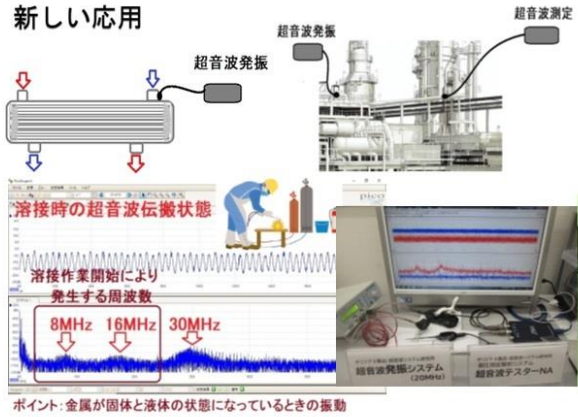 新しい応用
超音波発振
超音波発振
超音波測定
溶接時の超音波伝搬状態
pico
溶接作業開始により
発生する周波数
8MHz
16MHz
30MHz
超音波発振システム
(20MHz)
超音波テスターNA
ポイント:金属が固体と液体の状態になっているときの振動